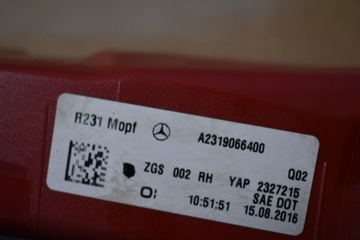 R231 Mopf A2319066400
Q02
ZGS 002 RH YAP 2327215
SAE DOT
10:51:51 15.08.2016